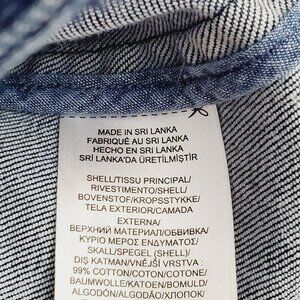 MADE IN SRI LANKA
FABRIQUÉ AU SRI LANKA
HECHO EN SRI LANKA
SRİ LANKA'DA ÜRETİLMİŞTİR
SHELL/TISSU PRINCIPAL/
RIVESTIMENTO/SHELL/
BOVENSTOF/KROPSSTYKKE/
TELA EXTERIOR/CAMADA
EXTERNA/
ВЕРХНИЙ МАТЕРИАЛ/ОБВИВКА/
ΚΥΡΙΟ ΜΕΡΟΣ ΕΝΔΥΜΑΤΟΣ/
SKALL/SPEGEL (SHELL)/
DIŞ KATMAN/VNĚJŠÍ VRSTVA :
99% COTTON/COTON/COTONE/
BAUMWOLLE/KATOEN/BOMULD/
ALGODÓN/ALGODÃO/ХЛОПОК/